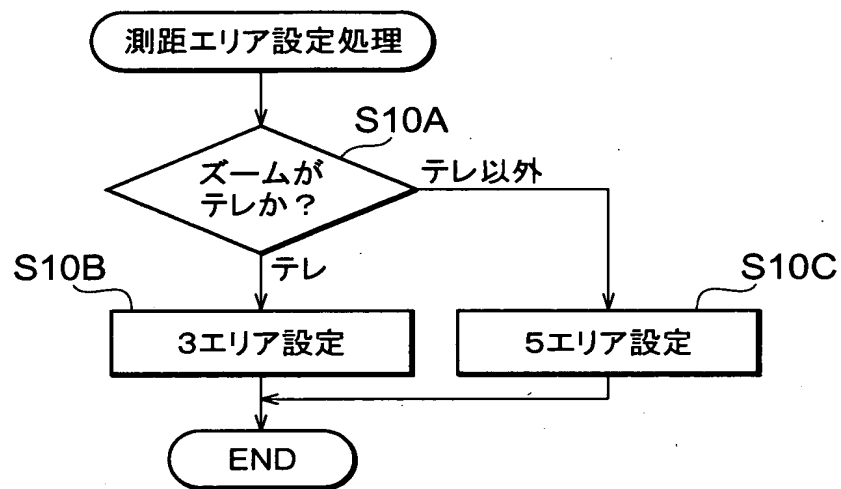 測距エリア設定処理
S10A
ズームが
テレか？
テレ以外
テレ
S10B
S10C
3エリア設定
5エリア設定
END